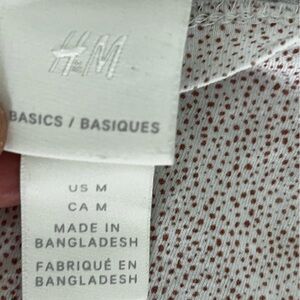 H&M
BASICS / BASIQUES
US M
CA M
MADE IN
BANGLADESH
FABRIQUÉ EN
BANGLADESH